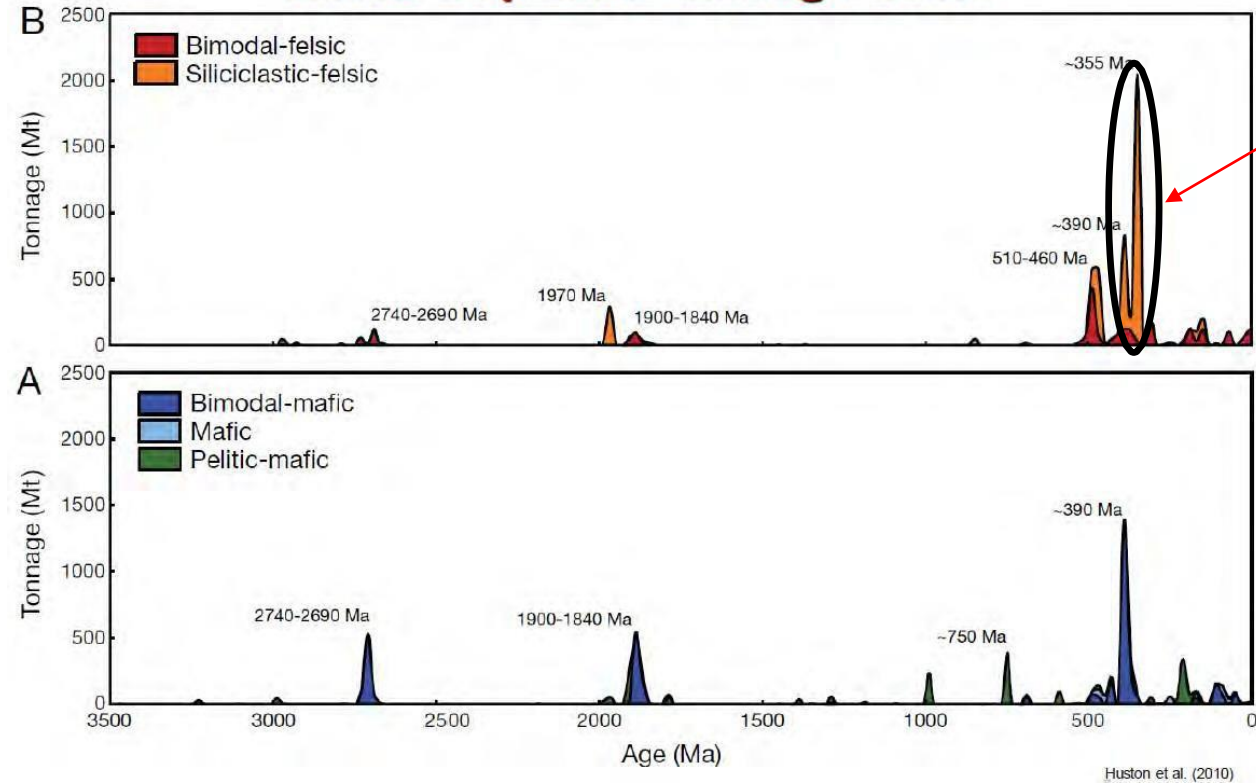 B
2500
2000
1500
1000
500
0
Tonnage (Mt)
Bimodal-felsic
Siliciclastic-felsic
2740-2690 Ma
1970 Ma
1900-1840 Ma
510-460 Ma
~390 Ma
~355 Ma
A
2500
2000
1500
1000
500
0
Tonnage (Mt)
Bimodal-mafic
Mafic
Pelitic-mafic
2740-2690 Ma
1900-1840 Ma
~750 Ma
~390 Ma
3500 3000 2500 2000 1500 1000 500 0
Age (Ma)
Huston et al. (2010)